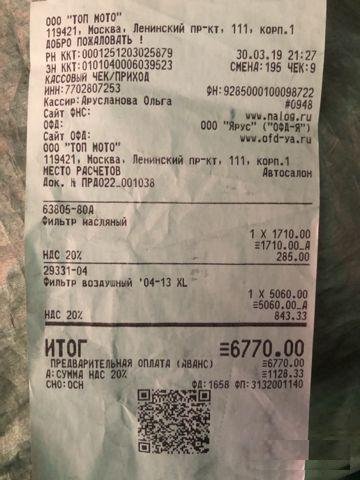 ООО "ТОП МОТО"
119421, Москва, Ленинский пр-кт, 111, корп.1
ДОБРО ПОЖАЛОВАТЬ !
РН ККТ:0001251203025879 30.03.19 21:27
ЗН ККТ:0101040006039523 СМЕНА:195 ЧЕК:9
КАССОВЫЙ ЧЕК/ПРИХОД
ИНН:7702807253 ФН:9285000100098722
Кассир:Арусланова Ольга #0948
Сайт ФНС: www.nalog.ru
ОФД: ООО "Ярус" ("ОФД-Я")
Сайт ОФД: www.ofd-ya.ru
ООО "ТОП МОТО"
119421, Москва, Ленинский пр-кт, 111, корп.1
МЕСТО РАСЧЕТОВ Автосалон
Док. № ПРД022_001038
63805-80A
Фильтр масляный
1 X 1710.00
≡1710.00_А
НДС 20% 285.00
29331-04
Фильтр воздушный '04-13 XL
1 X 5060.00
≡5060.00_А
НДС 20% 843.33
ИТОГ ≡6770.00
ПРЕДВАРИТЕЛЬНАЯ ОПЛАТА (АВАНС) ≡6770.00
А:СУММА НДС 20% ≡1128.33
СНО:ОСН ФД:1658 ФП:3132001140